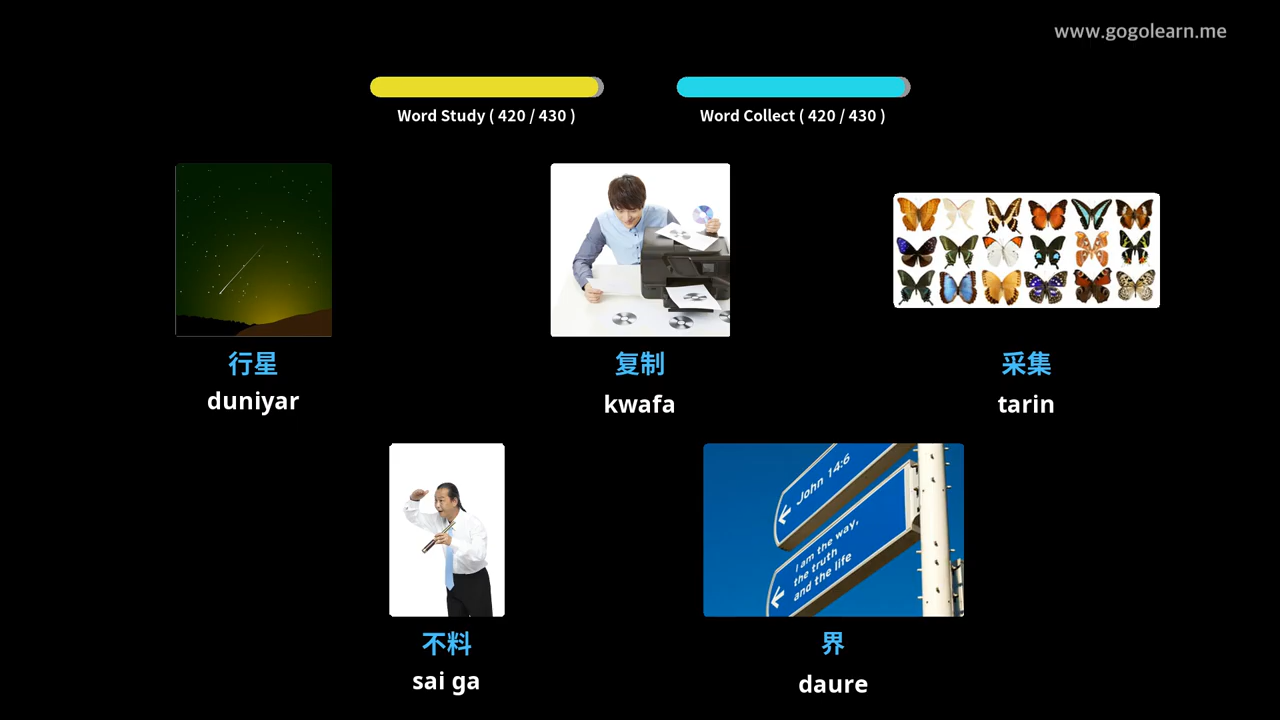 www.gogolearn.me
Word Study ( 420 / 430 )
Word Collect ( 420 / 430 )
行星
duniyar
复制
kwafa
采集
tarin
John 14:6
I am the way,
the truth
and the life
不料
sai ga
界
daure